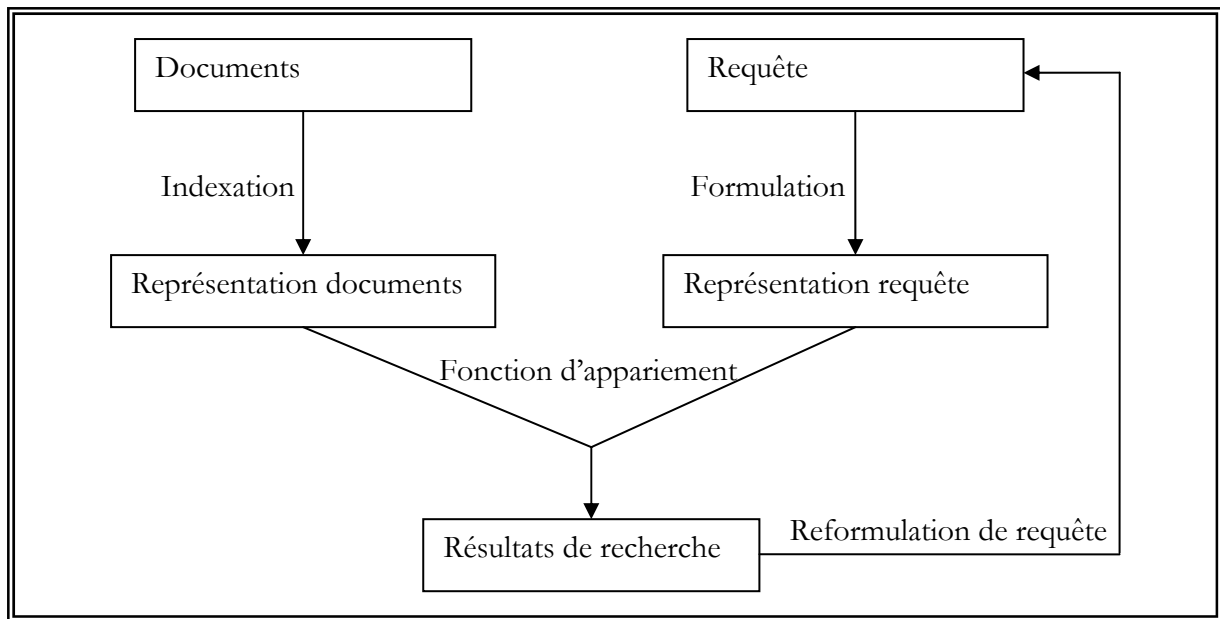 Documents
Requête
Indexation
Formulation
Représentation documents
Représentation requête
Fonction d’appariement
Reformulation de requête
Résultats de recherche